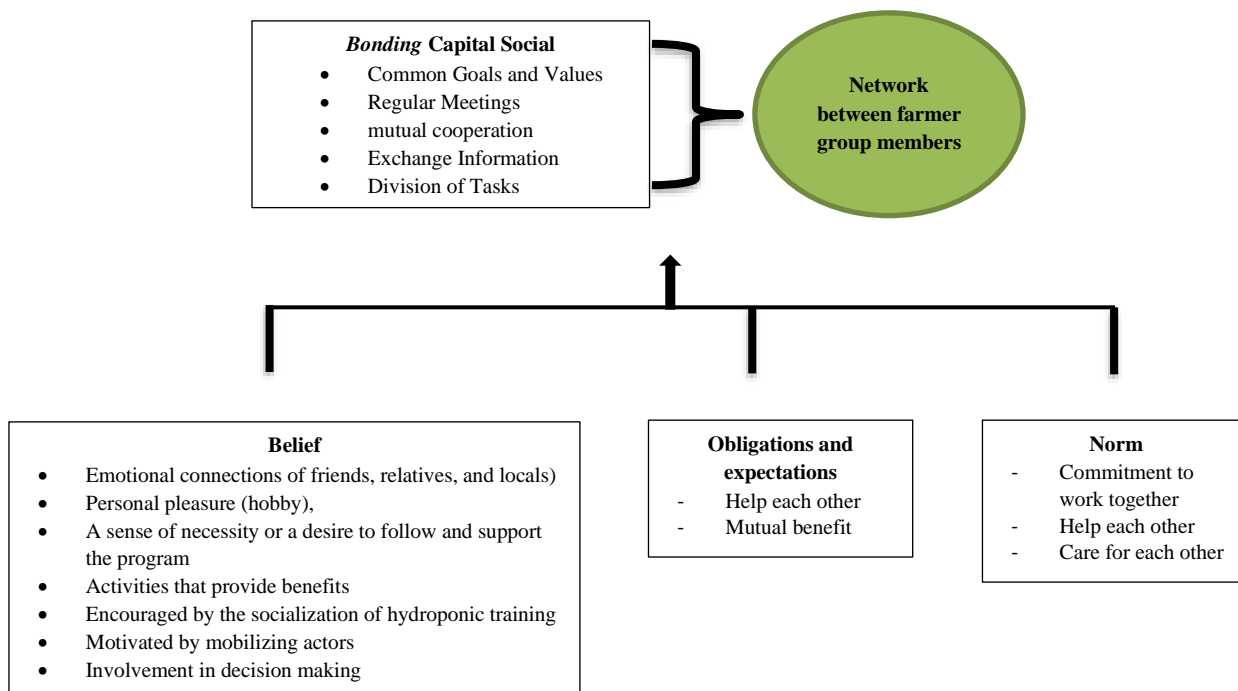 Bonding Capital Social
• Common Goals and Values
• Regular Meetings
• mutual cooperation
• Exchange Information
• Division of Tasks
Network
between farmer
group members
Belief
• Emotional connections of friends, relatives, and locals)
• Personal pleasure (hobby),
• A sense of necessity or a desire to follow and support
the program
• Activities that provide benefits
• Encouraged by the socialization of hydroponic training
• Motivated by mobilizing actors
• Involvement in decision making
Obligations and
expectations
- Help each other
- Mutual benefit
Norm
- Commitment to
work together
- Help each other
- Care for each other